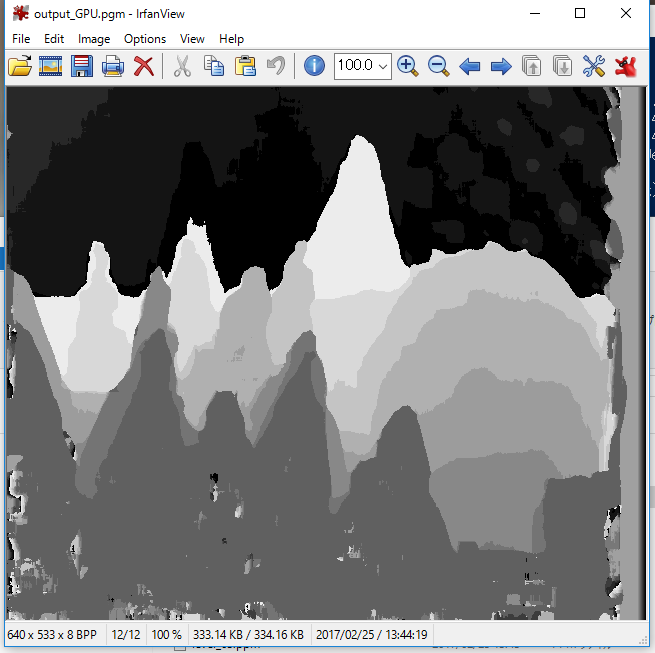 output_GPU.pgm - IrfanView
File Edit Image Options View Help
100.0
640 x 533 x 8 BPP 12/12 100 % 333.14 KB / 334.16 KB 2017/02/25 / 13:44:19